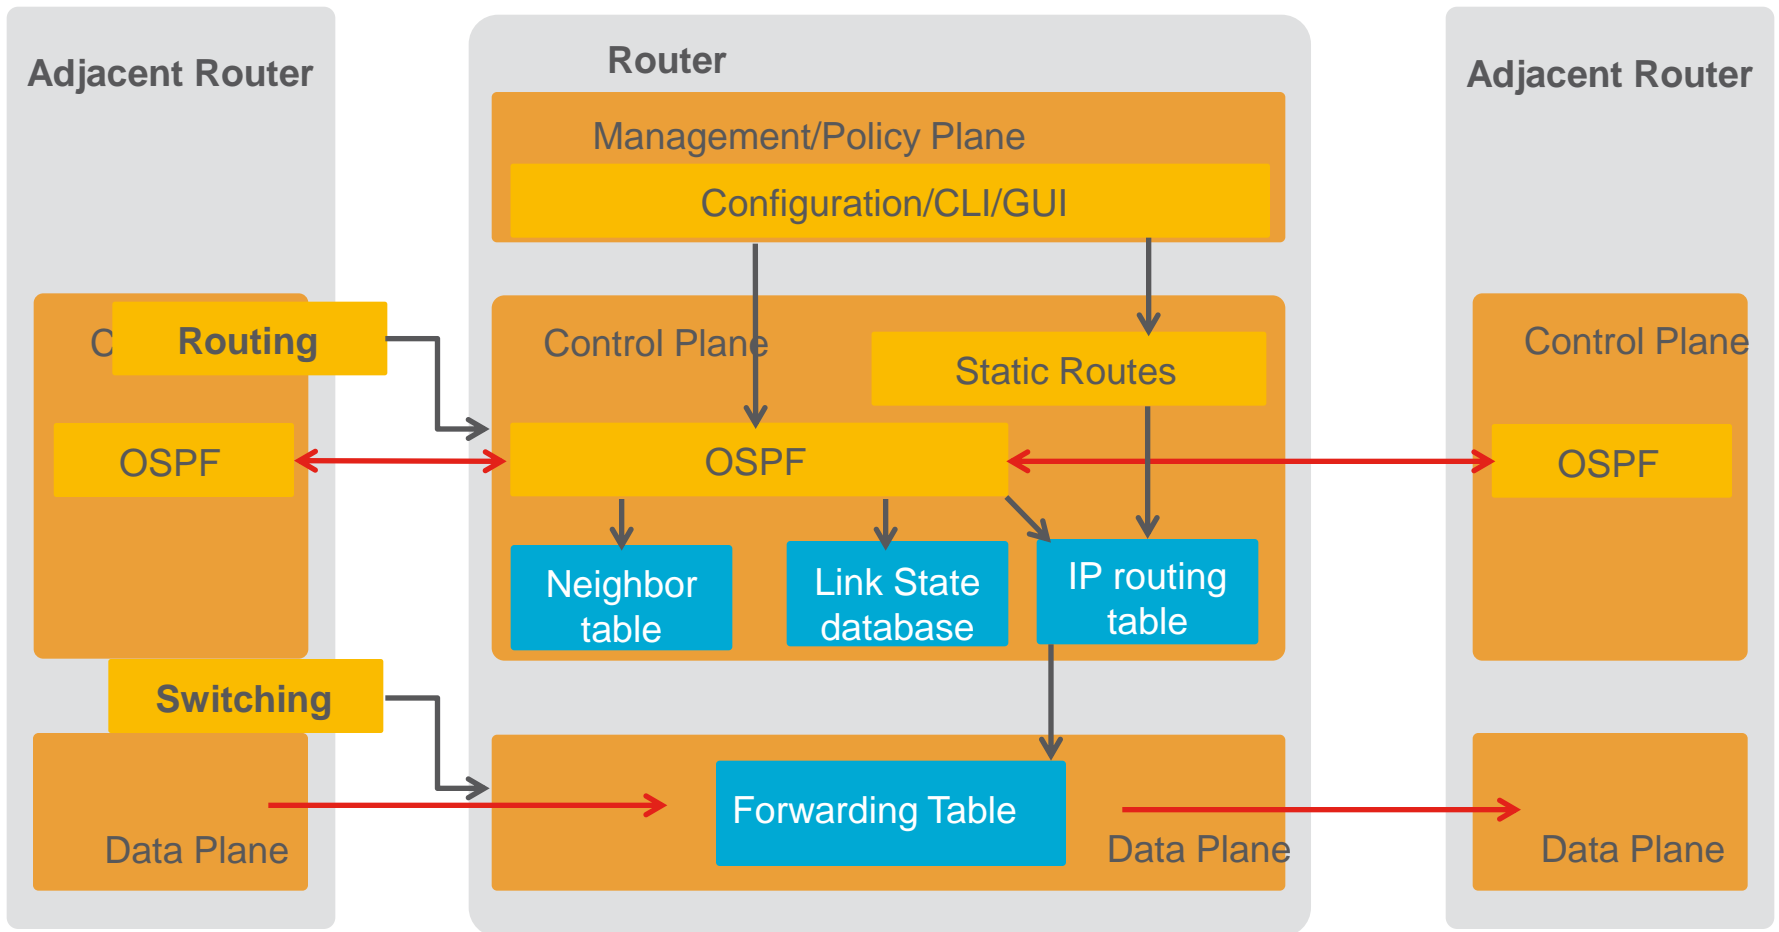 Adjacent Router
Router
Adjacent Router
Management/Policy Plane
Configuration/CLI/GUI
C
Routing
Control Plane
Static Routes
Control Plane
OSPF
OSPF
OSPF
Neighbor
table
Link State
database
IP routing
table
Switching
Forwarding Table
Data Plane
Data Plane
Data Plane